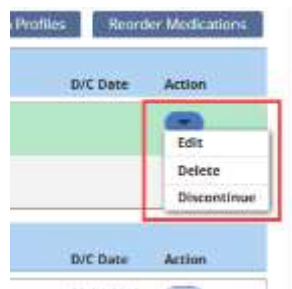 Profiles Reorder Medications
D/C Date Action
Edit
Delete
Discontinue
D/C Date Action